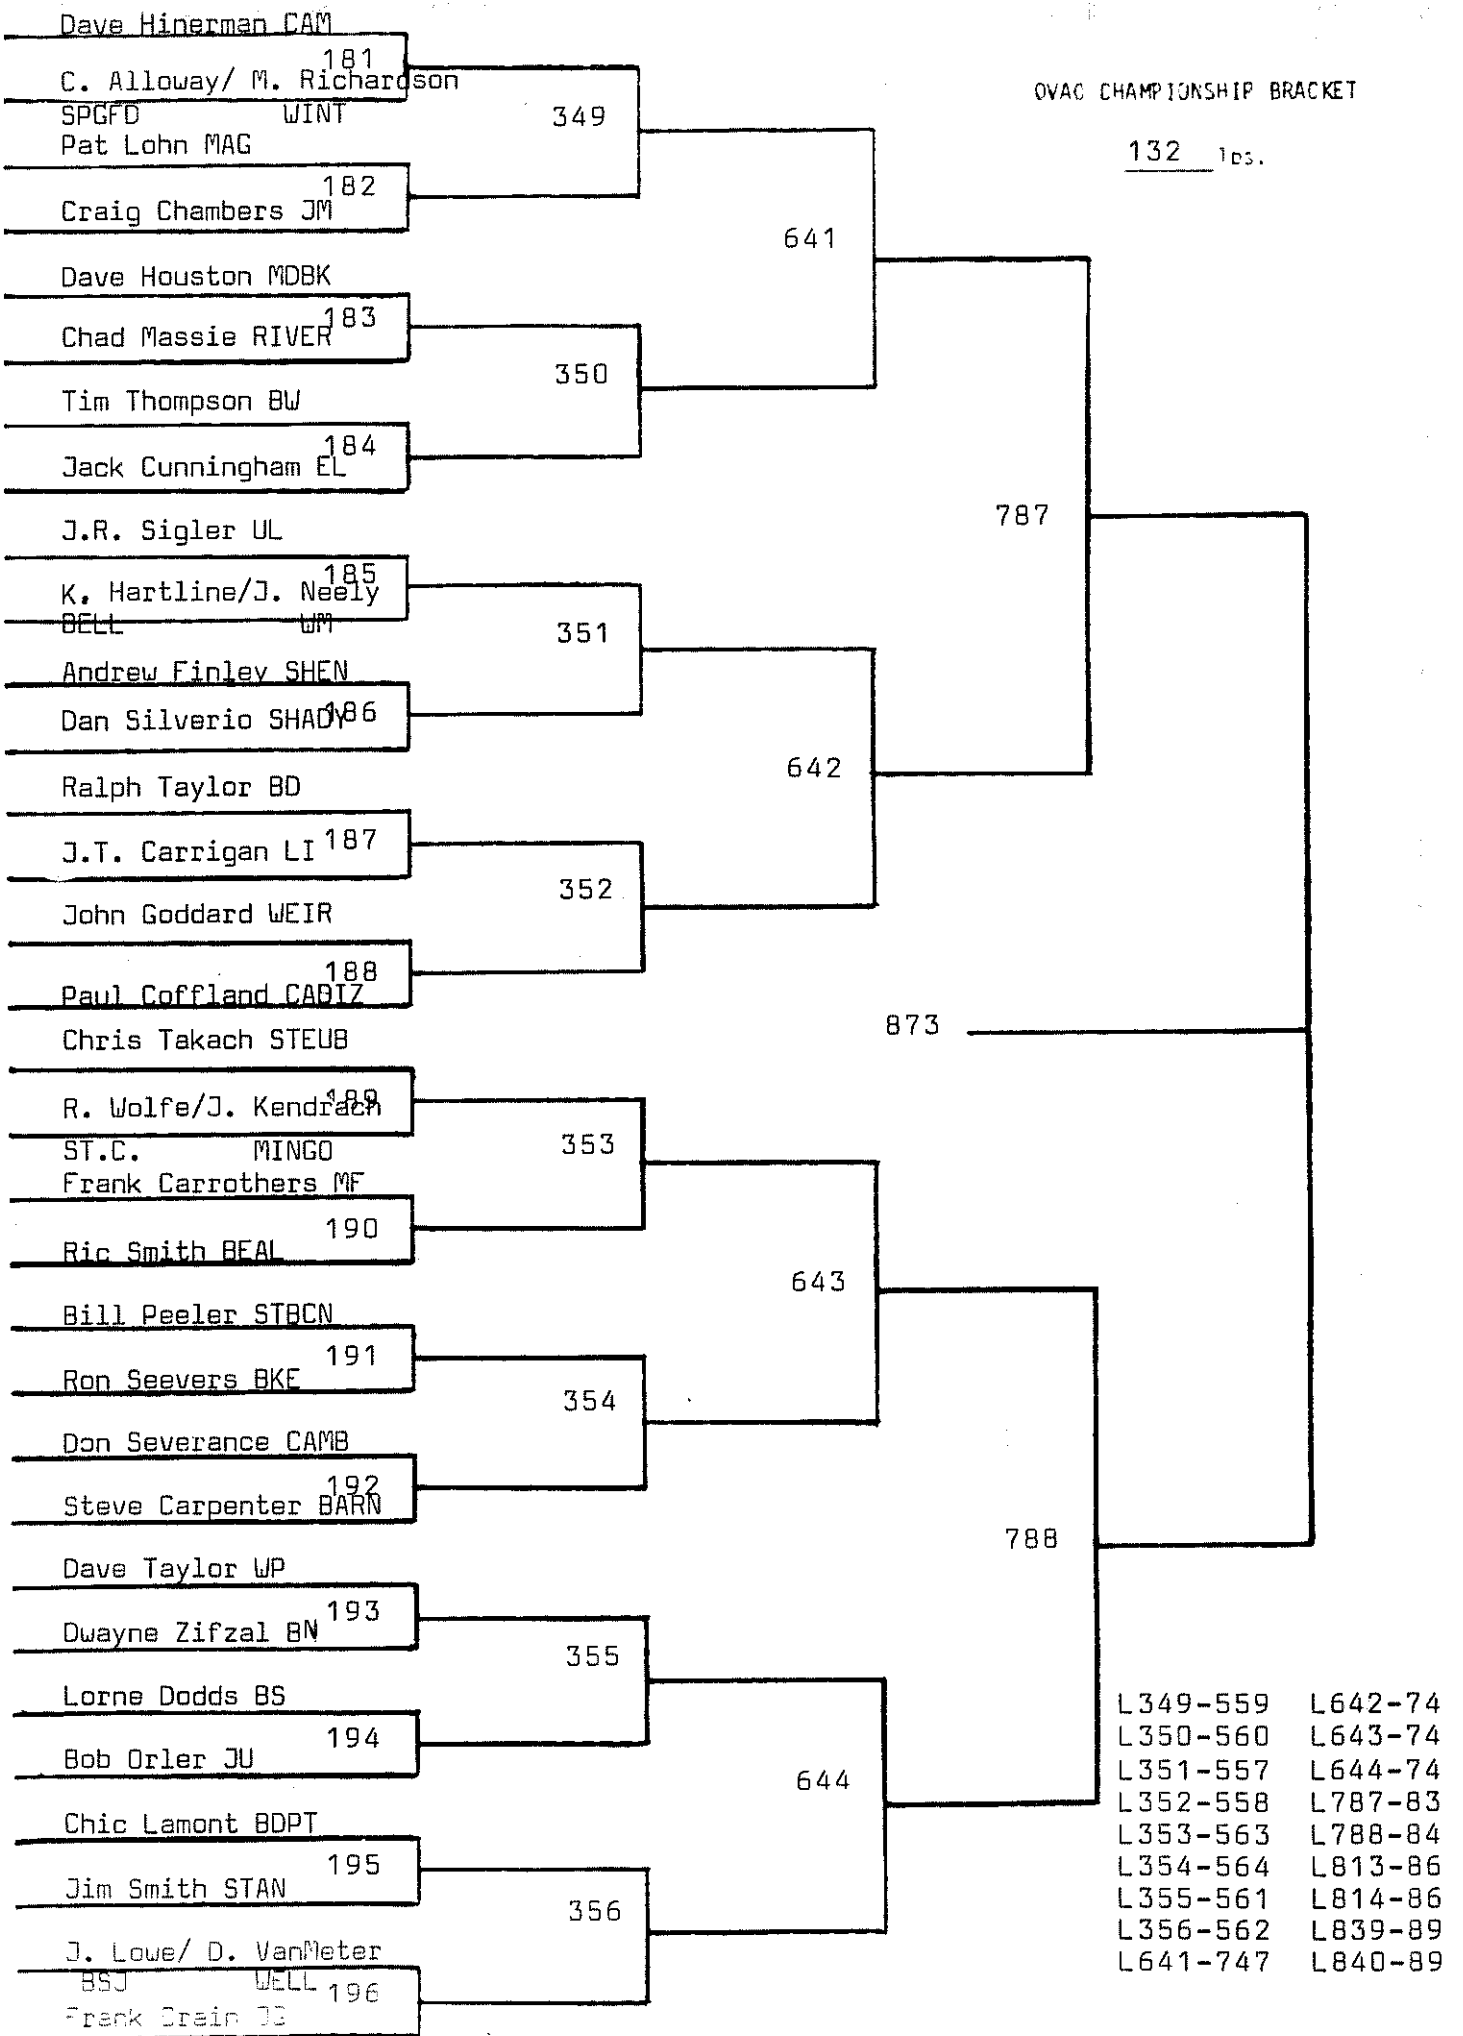 Dave Hinerman CAM
181
C. Alloway/ M. Richardson
SPGFD WINT
Pat Lohn MAG
182
Craig Chambers JM
349
OVAC CHAMPIONSHIP BRACKET
132 lbs.
Dave Houston MDBK
183
Chad Massie RIVER
Tim Thompson BW
184
Jack Cunningham EL
350
641
J.R. Sigler UL
185
K. Hartline/J. Neely
BELL WM
Andrew Finley SHEN
Dan Silverio SHADY 186
351
787
Ralph Taylor BD
J.T. Carrigan LI 187
John Goddard WEIR
188
Paul Coffland CADIZ
352
642
873
Chris Takach STEUB
189
R. Wolfe/J. Kendrach
ST.C. MINGO
Frank Carrothers MF
190
Ric Smith BEAL
353
Bill Peeler STBCN
191
Ron Seevers BKE
Don Severance CAMB
192
Steve Carpenter BARN
354
643
Dave Taylor WP
193
Dwayne Zifzal BN
Lorne Dodds BS
194
Bob Orler JU
355
788
Chic Lamont BDPT
195
Jim Smith STAN
J. Lowe/ D. VanMeter
BSJ WELL
196
Frank Crain
356
644
L349-559 L642-74
L350-560 L643-74
L351-557 L644-74
L352-558 L787-83
L353-563 L788-84
L354-564 L813-86
L355-561 L814-86
L356-562 L839-89
L641-747 L840-89